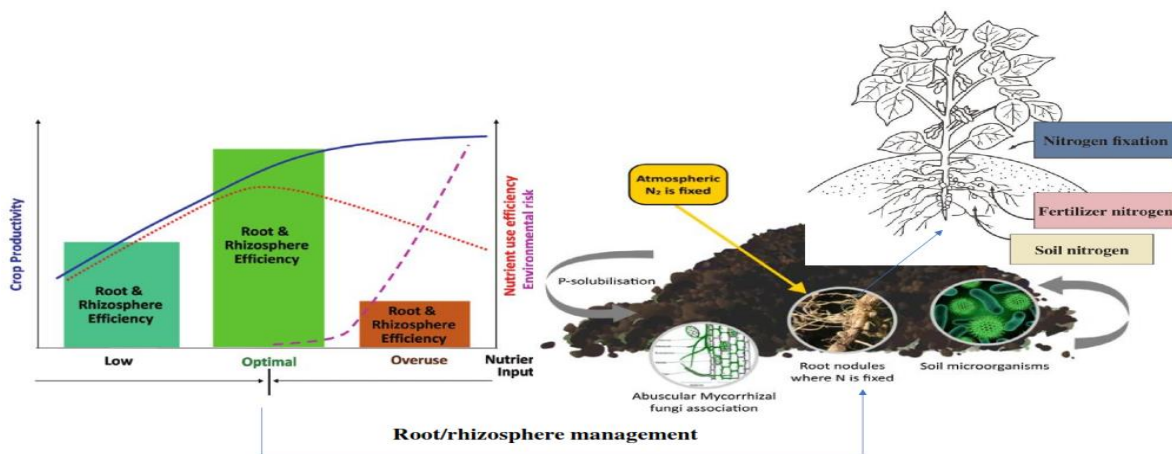 Crop Productivity
Root &
Rhizosphere
Efficiency
Root &
Rhizosphere
Efficiency
Root &
Rhizosphere
Efficiency
Nutrient use efficiency
Environmental risk
Low
Optimal
Overuse
Nutrien
Input
Atmospheric
N₂ is fixed
P-solubilisation
Abuscular Mycorrhizal
fungi association
Root nodules
where N is fixed
Soil microorganisms
Nitrogen fixation
Fertilizer nitrogen
Soil nitrogen
Root/rhizosphere management